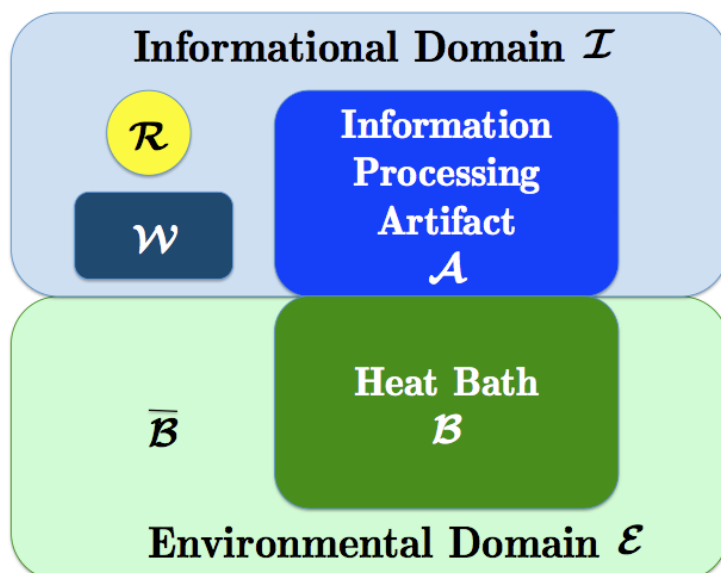 Informational Domain ℐ
ℛ
𝒲
Information
Processing
Artifact
𝒜
Heat Bath
ℬ
ℬ̅
Environmental Domain ℰ